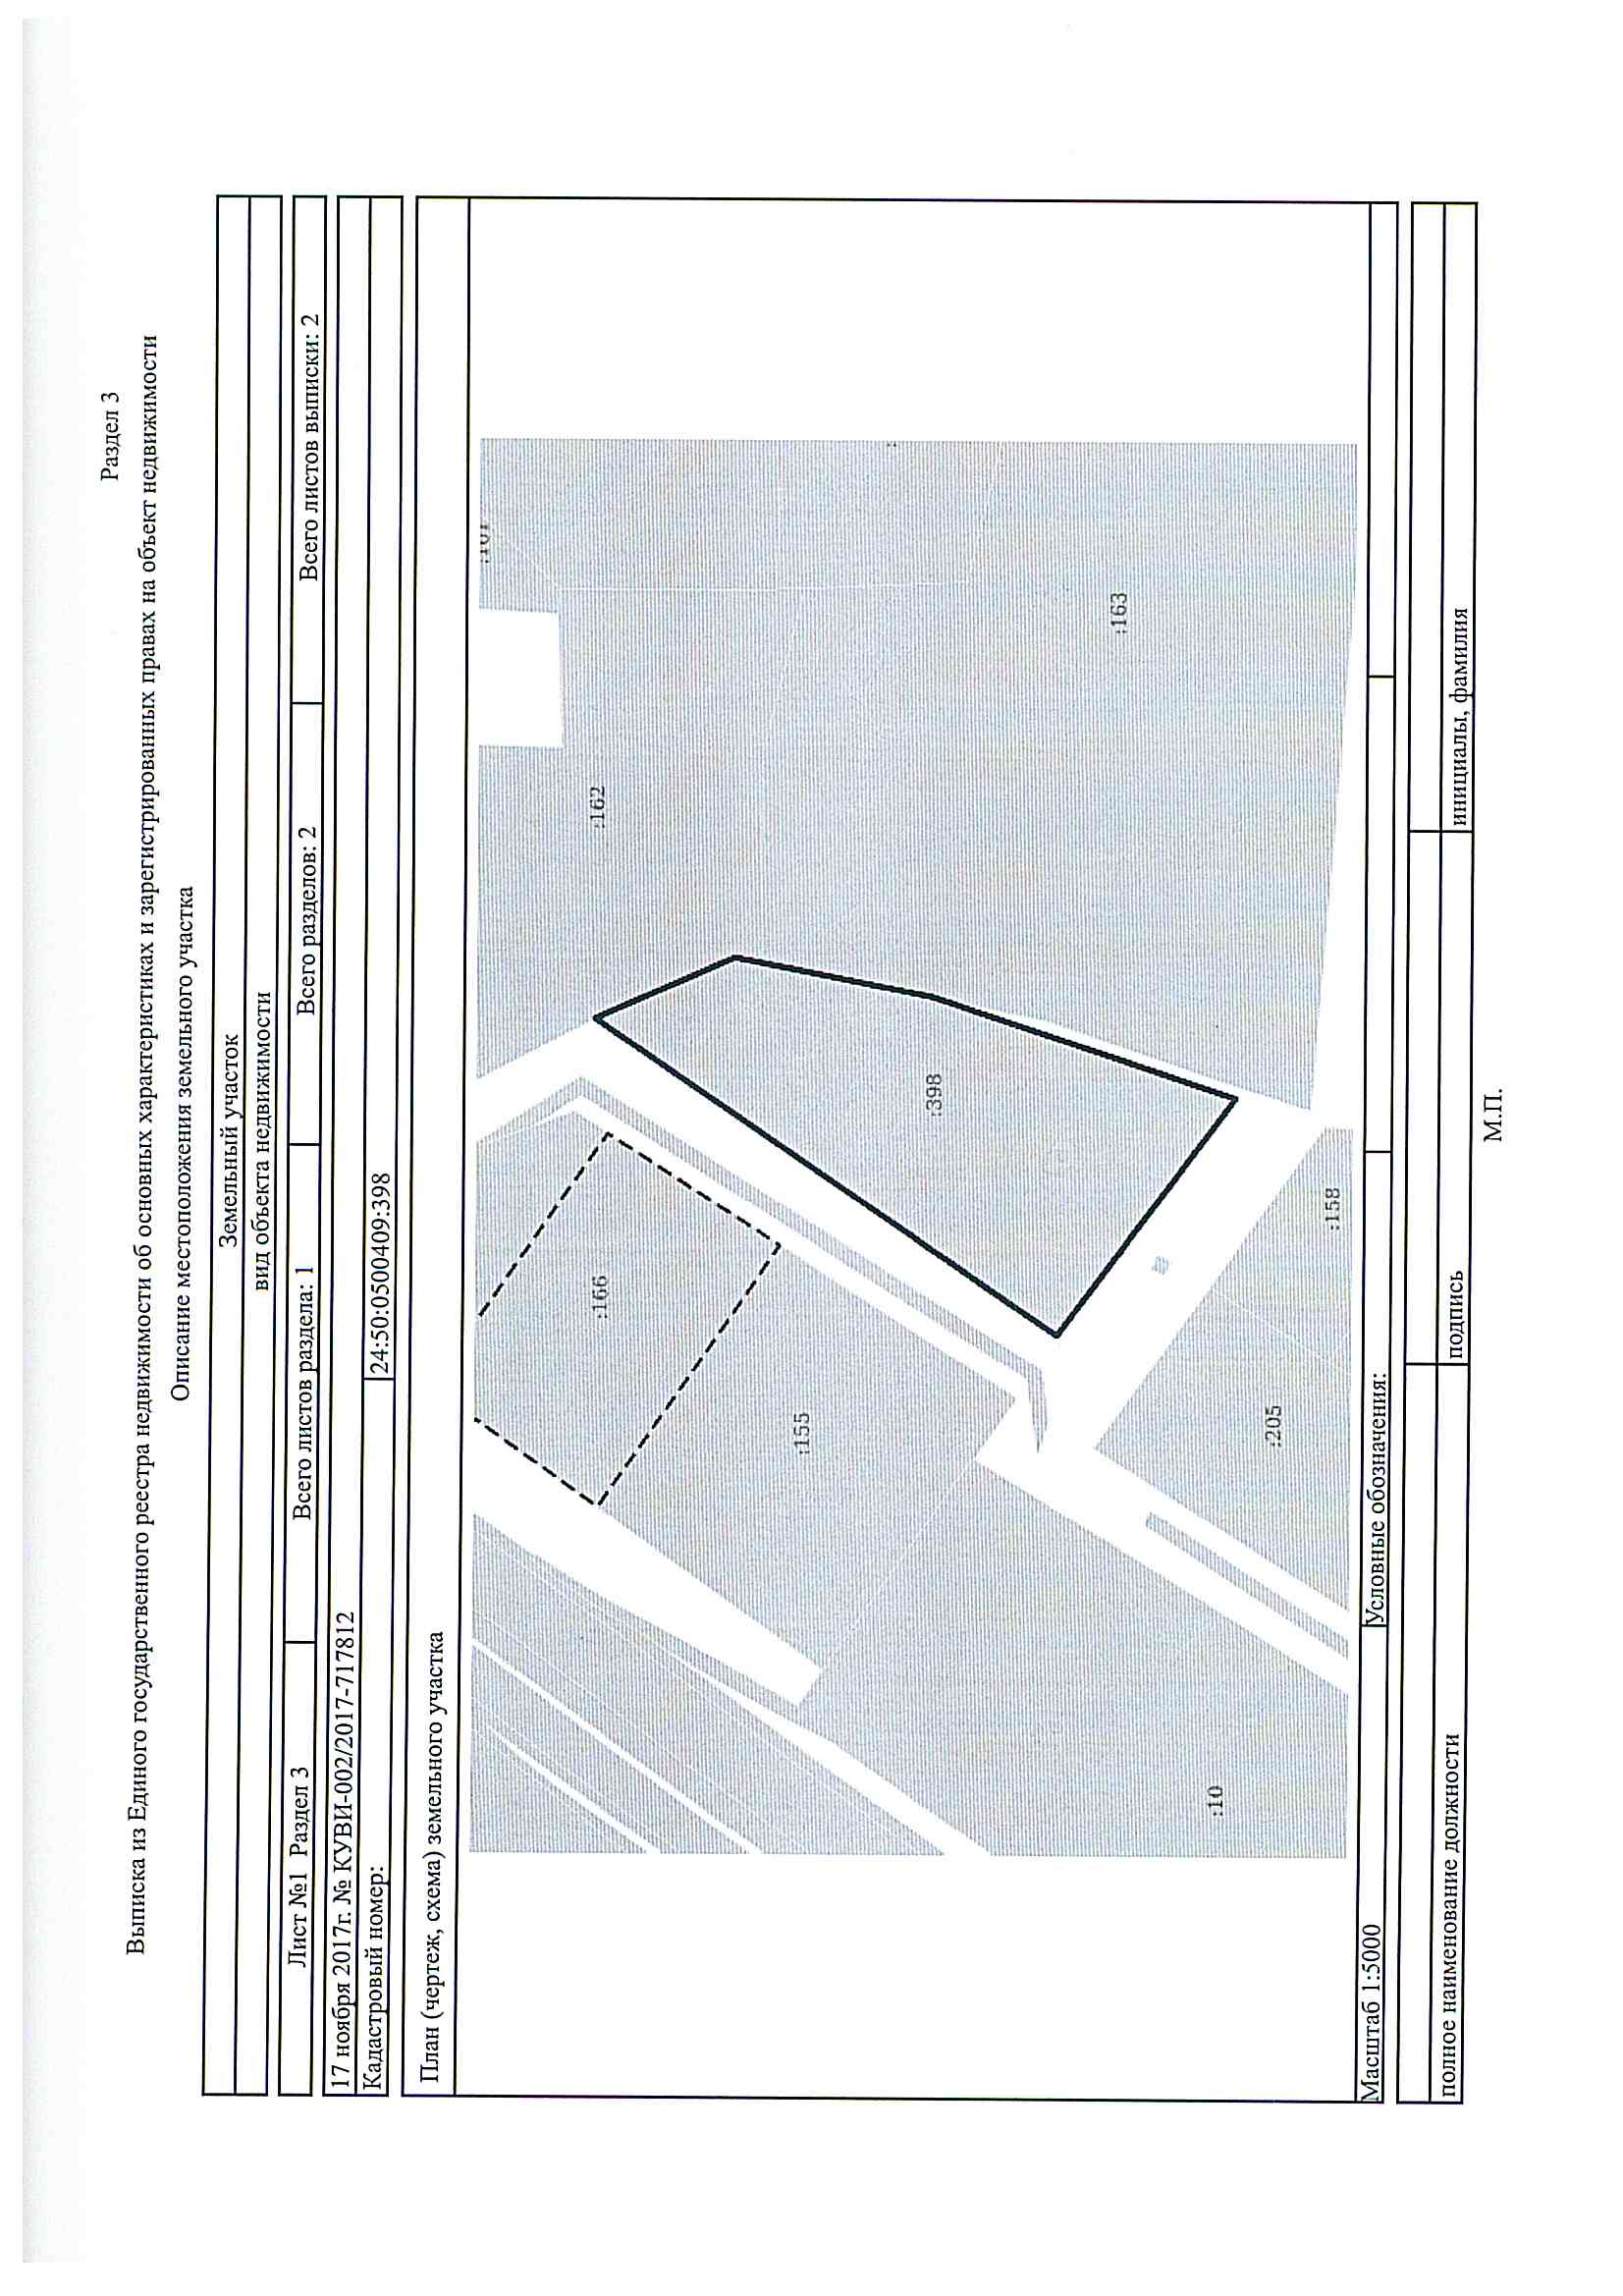 Раздел 3
Выписка из Единого государственного реестра недвижимости об основных характеристиках и зарегистрированных правах на объект недвижимости
Описание местоположения земельного участка
Земельный участок
вид объекта недвижимости
Лист №1 Раздел 3 Всего листов раздела: 1 Всего разделов: 2 Всего листов выписки: 2
17 ноября 2017г. № КУВИ-002/2017-717812
Кадастровый номер: 24:50:0500409:398
План (чертеж, схема) земельного участка
:162
:166
:155
:398
:163
:10
:205
:158
Масштаб 1:5000 Условные обозначения:
полное наименование должности подпись инициалы, фамилия
М.П.